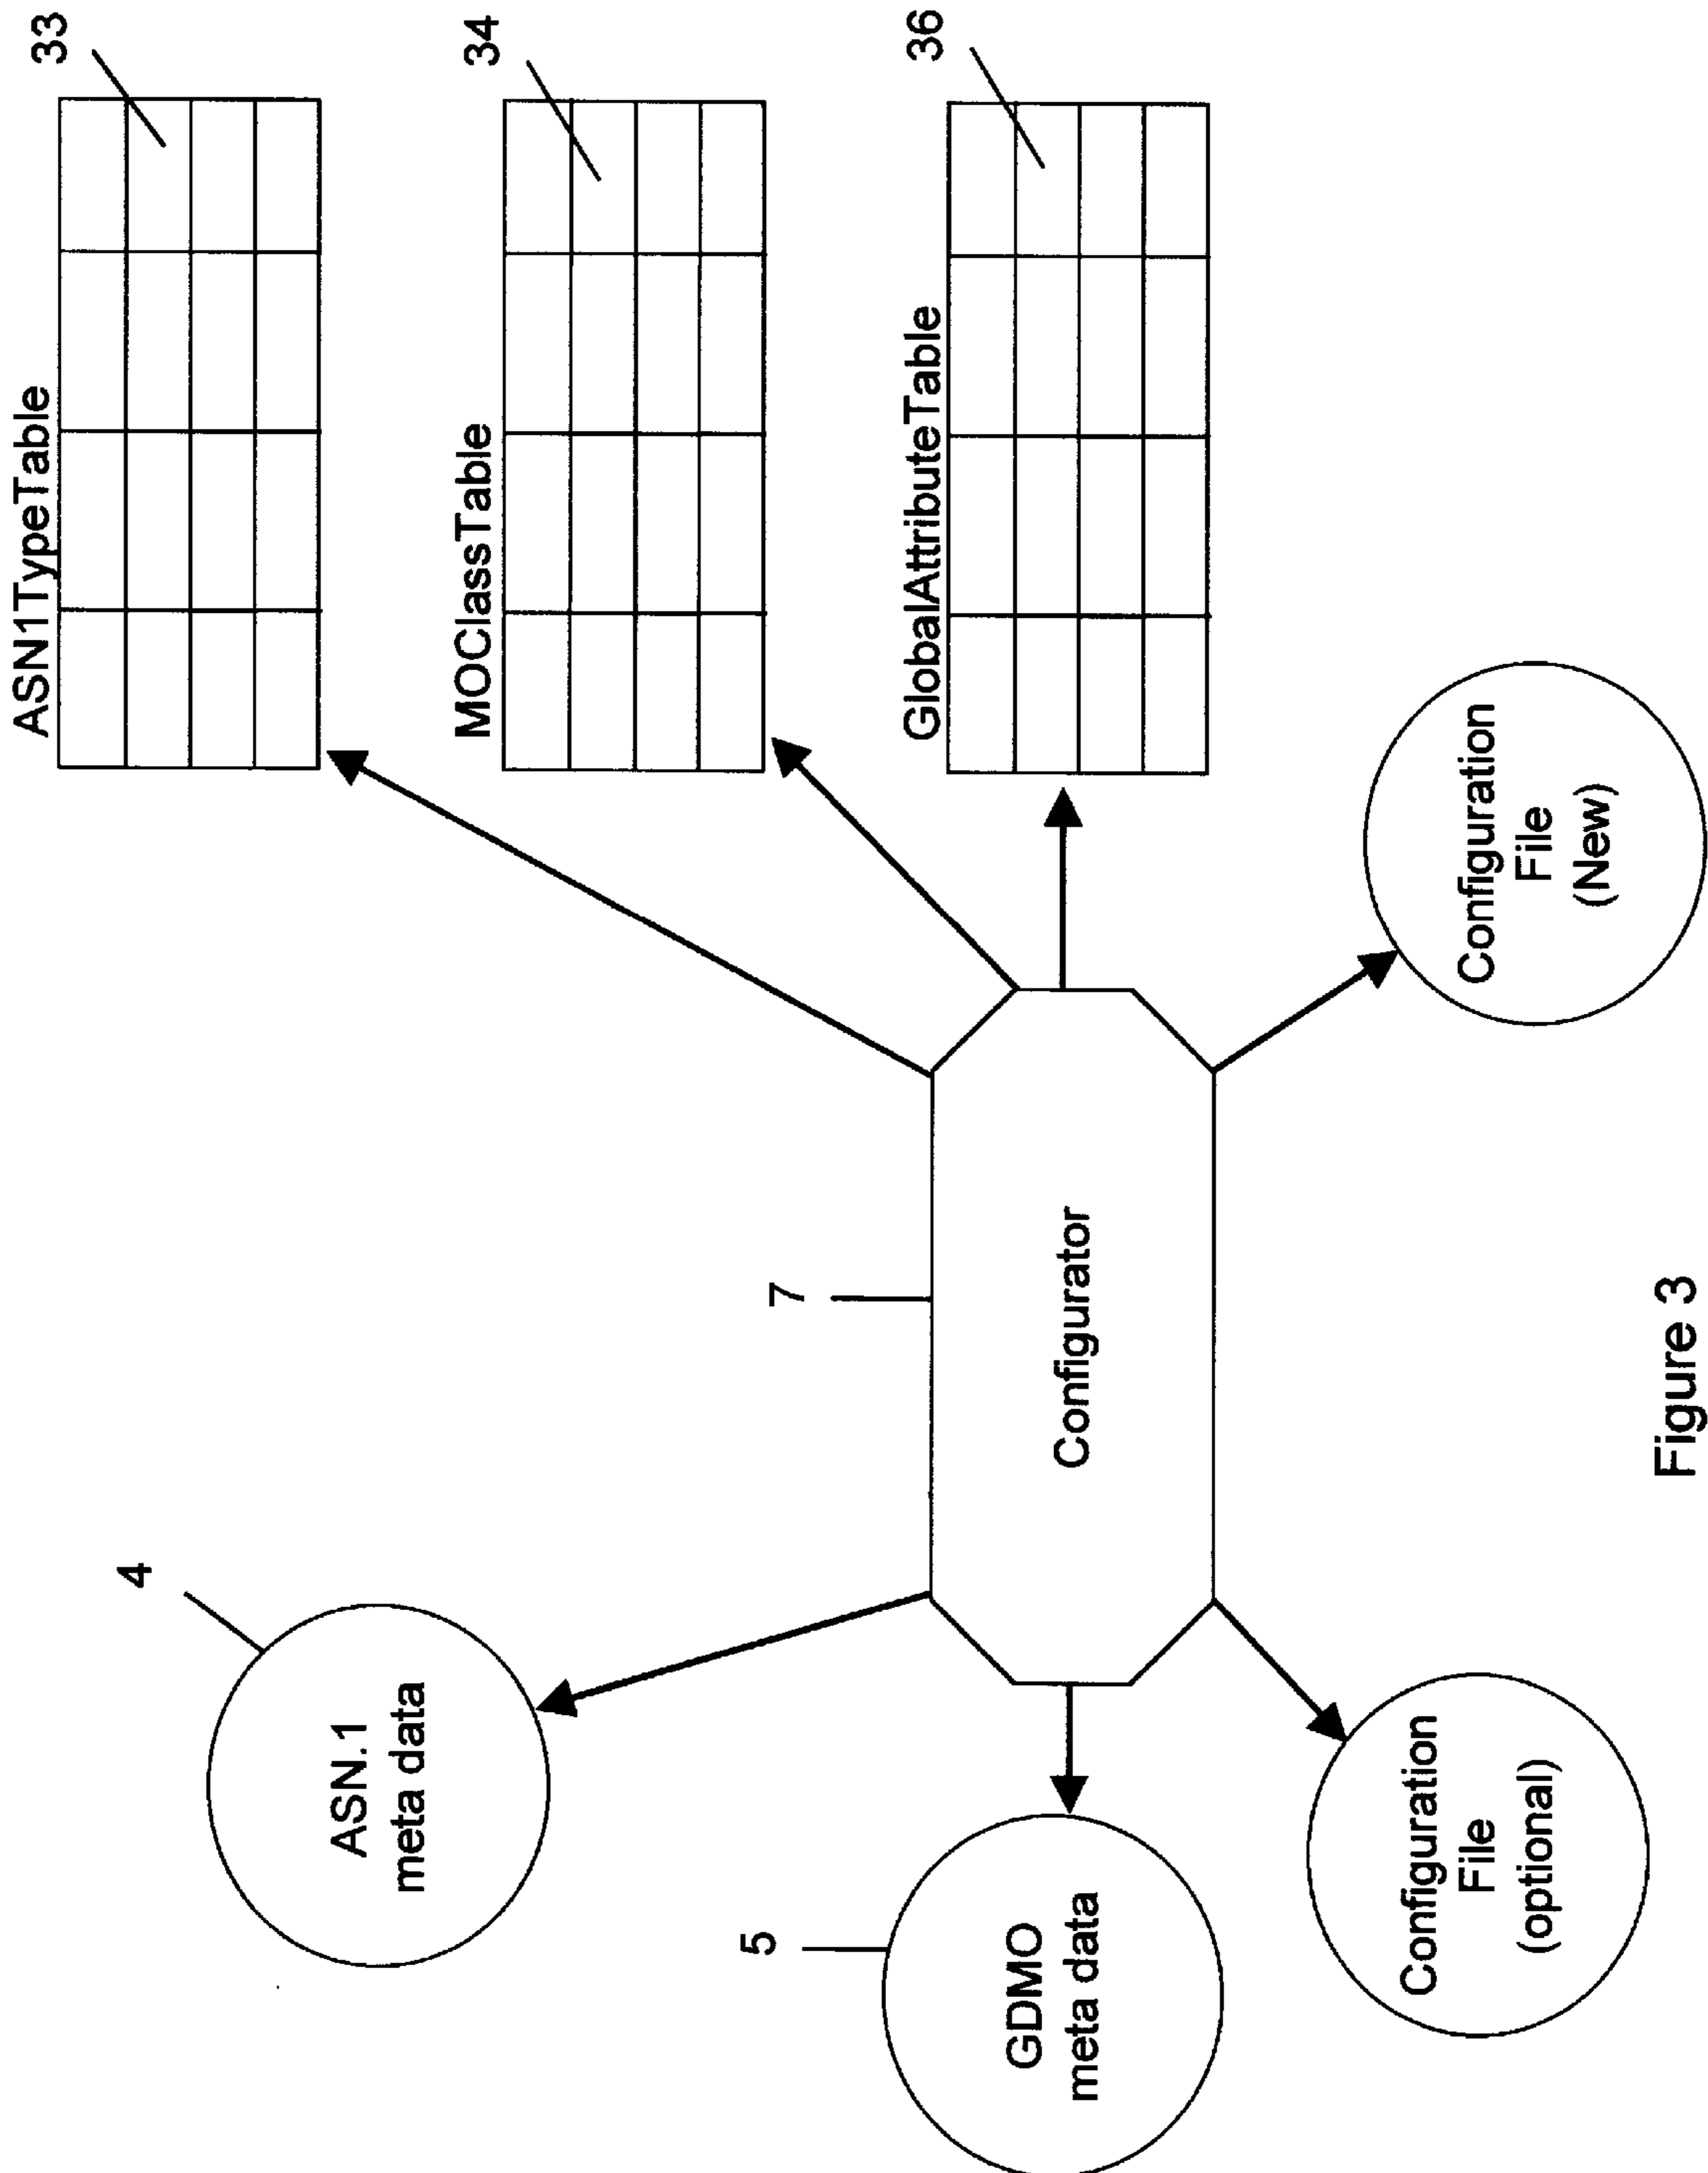 ASN1TypeTable
33
4
ASN.1
meta data
MOClassTable
34
7
Configurator
5
GDMO
meta data
GlobalAttributeTable
36
Configuration
File
(optional)
Configuration
File
(New)
Figure 3